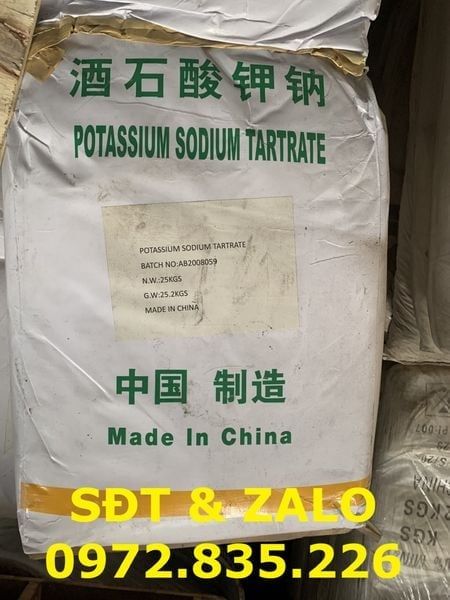 酒石酸钾钠
POTASSIUM SODIUM TARTRATE
POTASSIUM SODIUM TARTRATE
BATCH NO:AB2008059
N.W.:25KGS
G.W:25.2KGS
MADE IN CHINA
中国 制造
Made In China
SĐT & ZALO
0972.835.226
KGS